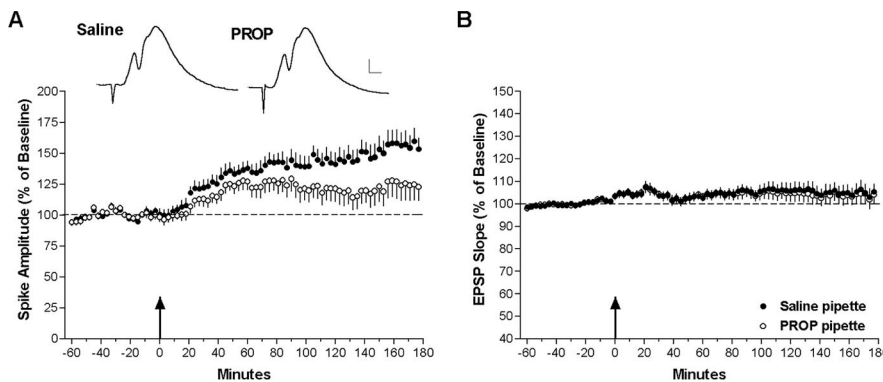 A
Saline
PROP
Spike Amplitude (% of Baseline)
200
175
150
125
100
75
50
25
0
-60 -40 -20 0 20 40 60 80 100 120 140 160 180
Minutes
B
EPSP Slope (% of Baseline)
150
140
130
120
110
100
90
80
70
60
50
40
-60 -40 -20 0 20 40 60 80 100 120 140 160 180
Minutes
Saline pipette
PROP pipette